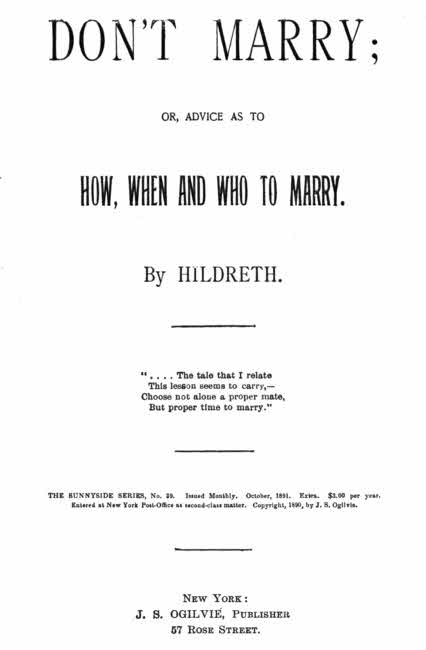 DON'T MARRY;
OR, ADVICE AS TO
HOW, WHEN AND WHO TO MARRY.
By HILDRETH.
“ . . . . The tale that I relate
This lesson seems to carry,—
Choose not alone a proper mate,
But proper time to marry.”
THE SUNNYSIDE SERIES, No. 39. Issued Monthly. October, 1891. Extra. $3.00 per year.
Entered at New York Post-Office as second-class matter. Copyright, 1890, by J. S. Ogilvie.
NEW YORK:
J. S. OGILVIE, PUBLISHER
57 ROSE STREET.